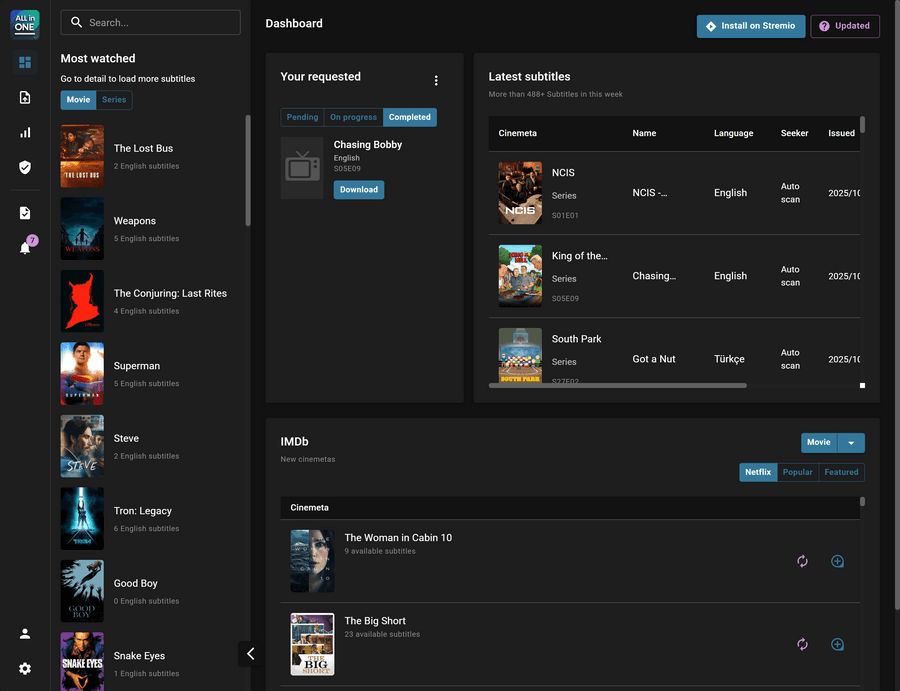 ALL in
ONE
Search...
Most watched
Go to detail to load more subtitles
Movie
Series
THE LOST BUS
The Lost Bus
2 English subtitles
WEAPONS
Weapons
5 English subtitles
The Conjuring: Last Rites
4 English subtitles
SUPERMAN
Superman
5 English subtitles
STEVE
Steve
2 English subtitles
TRON
Tron: Legacy
6 English subtitles
GOOD
BOY
Good Boy
0 English subtitles
SNAKE EYES
Snake Eyes
1 English subtitles
7
Dashboard
Install on Stremio
Updated
Your requested
Pending
On progress
Completed
Chasing Bobby
English
S05E09
Download
Latest subtitles
More than 488+ Subtitles in this week
Cinemeta Name Language Seeker Issued
NCIS
NCIS
Series
S01E01
NCIS -...
English
Auto
scan
2025/10
King of the...
Series
S05E09
Chasing...
English
Auto
scan
2025/10
SOUTH PARK
South Park
Series
S27E02
Got a Nut
Türkçe
Auto
scan
2025/10
IMDb
New cinemetas
Movie
Netflix
Popular
Featured
Cinemeta
The Woman in Cabin 10
9 available subtitles
THE
BIG
SHORT
The Big Short
23 available subtitles